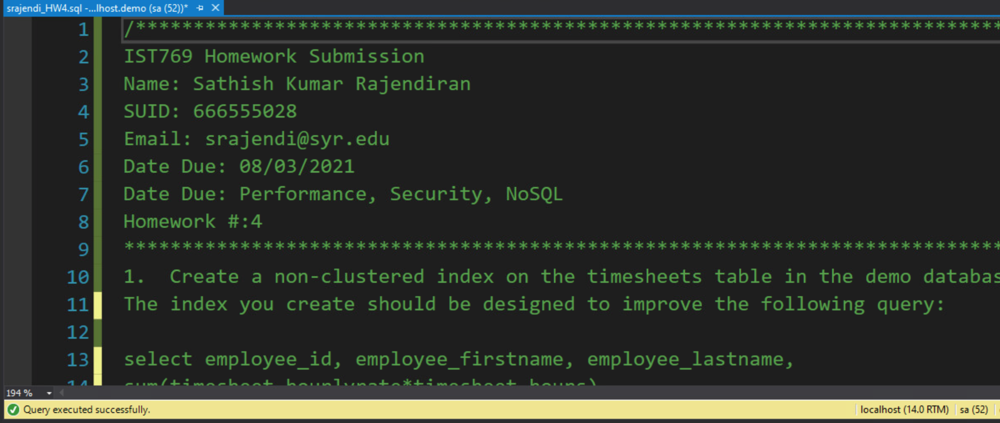 srajendi_HW4.sql -...lhost.demo (sa (52))*
1 /****************************************************************************
2 IST769 Homework Submission
3 Name: Sathish Kumar Rajendiran
4 SUID: 666555028
5 Email: srajendi@syr.edu
6 Date Due: 08/03/2021
7 Date Due: Performance, Security, NoSQL
8 Homework #:4
9 ****************************************************************************
10 1.  Create a non-clustered index on the timesheets table in the demo databas
11 The index you create should be designed to improve the following query:
12
13 select employee_id, employee_firstname, employee_lastname,
14 sum(timesheet_hourlyrate*timesheet_hours)
194 %
Query executed successfully. localhost (14.0 RTM) sa (52)